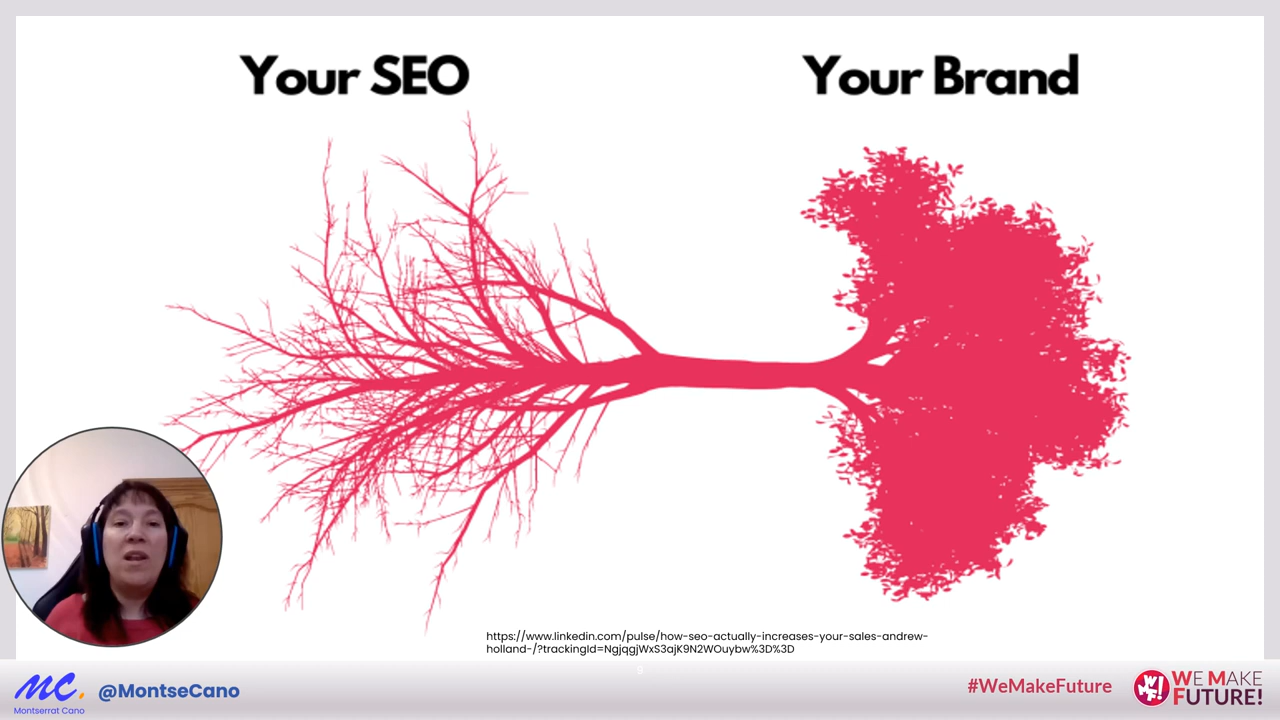 Your SEO
Your Brand
https://www.linkedin.com/pulse/how-seo-actually-increases-your-sales-andrew-
holland-/?trackingId=NgjqgjWxS3ajK9N2WOuybw%3D%3D
#
MC.
Montserrat Cano
@MontseCano
#WeMakeFuture
WE MAKE
FUTURE!